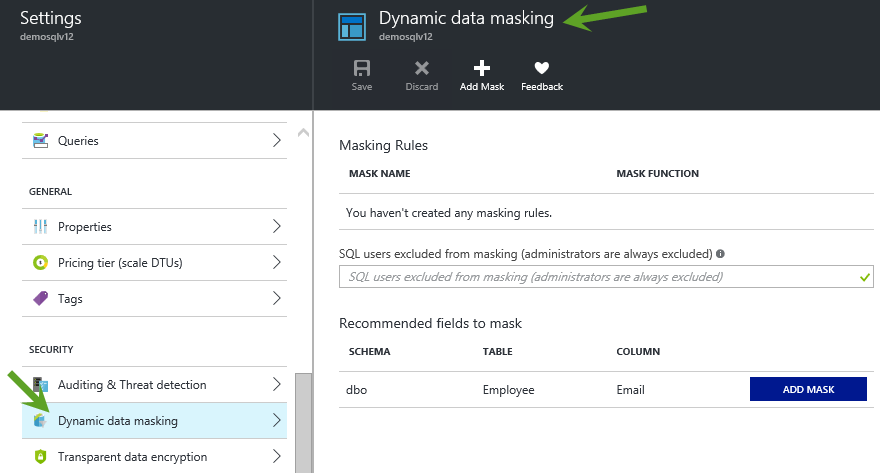 Settings
demosqlv12
Queries
GENERAL
Properties
Pricing tier (scale DTUs)
Tags
SECURITY
Auditing & Threat detection
Dynamic data masking
Transparent data encryption
Dynamic data masking
demosqlv12
Save Discard Add Mask Feedback
Masking Rules
MASK NAME MASK FUNCTION
You haven't created any masking rules.
SQL users excluded from masking (administrators are always excluded)
SQL users excluded from masking (administrators are always excluded)
Recommended fields to mask
SCHEMA TABLE COLUMN
dbo Employee Email ADD MASK